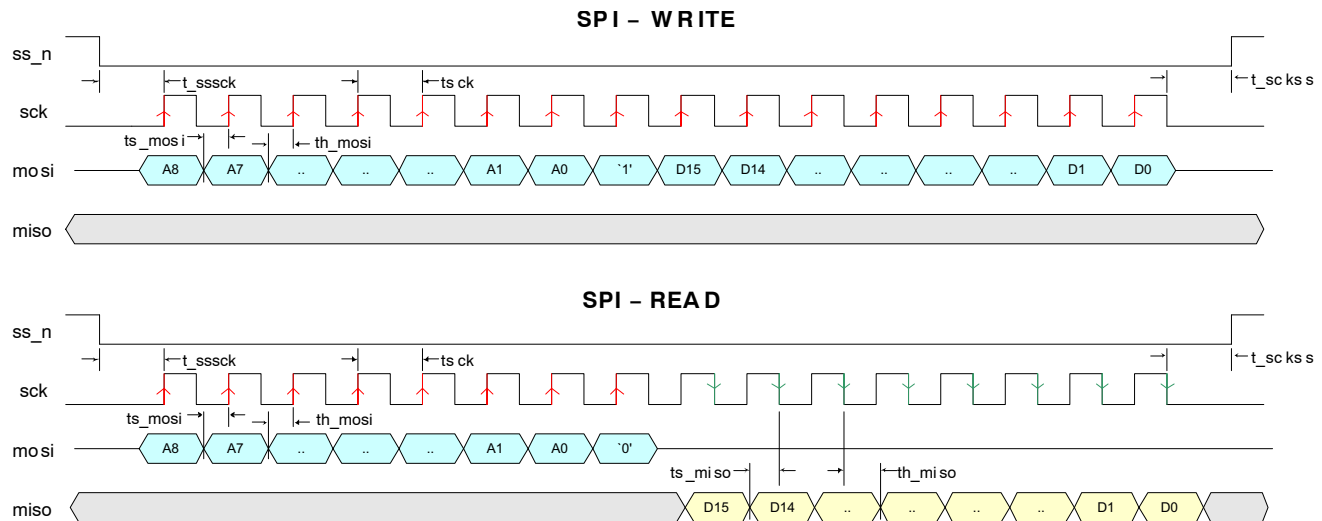 SPI – WRITE
ss_n
t_sssck ts ck t_sc ks s
sck
ts_mos i th_mosi
mo si A8 A7 .. .. .. A1 A0 `1' D15 D14 .. .. .. .. D1 D0
miso
SPI – READ
ss_n
t_sssck ts ck t_sc ks s
sck
ts_mosi th_mosi
mo si A8 A7 .. .. .. A1 A0 `0'
ts_mi so th_mi so
miso D15 D14 .. .. .. .. D1 D0